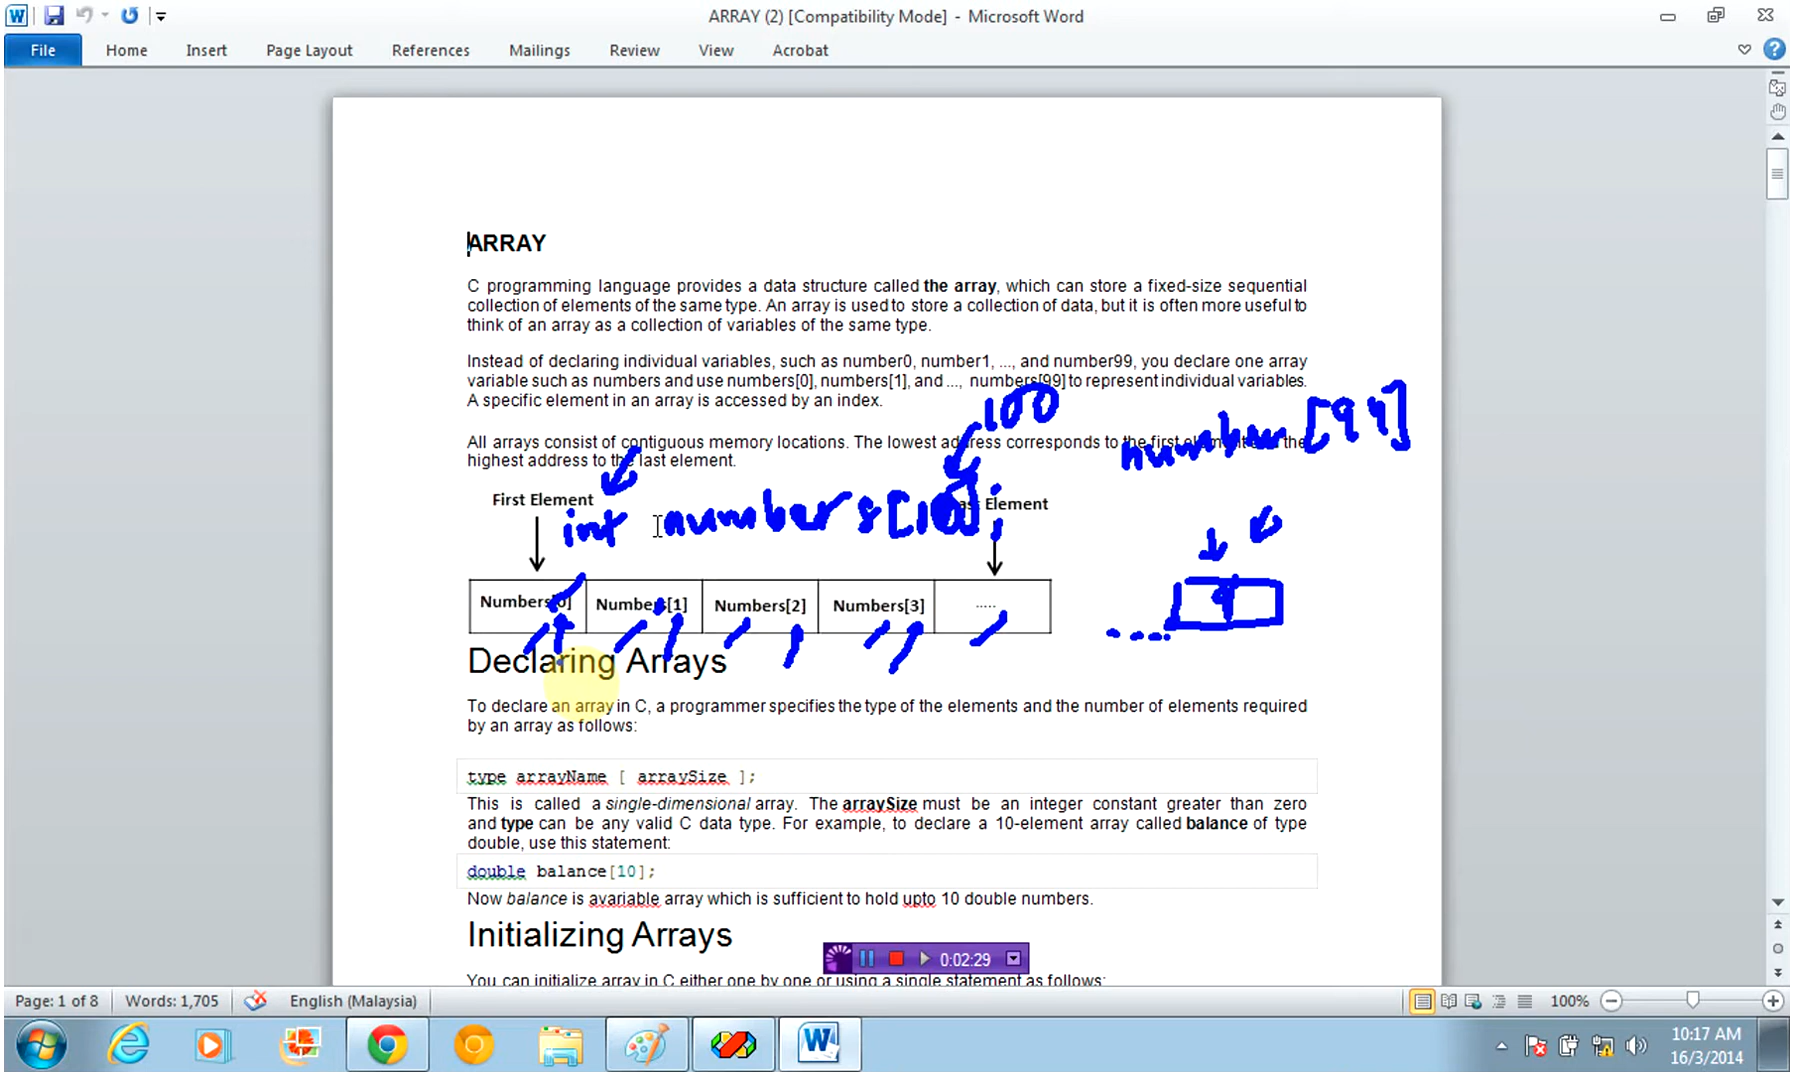 ARRAY (2) [Compatibility Mode] - Microsoft Word
File Home Insert Page Layout References Mailings Review View Acrobat
ARRAY
C programming language provides a data structure called the array, which can store a fixed-size sequential
collection of elements of the same type. An array is used to store a collection of data, but it is often more useful to
think of an array as a collection of variables of the same type.
Instead of declaring individual variables, such as number0, number1, ..., and number99, you declare one array
variable such as numbers and use numbers[0], numbers[1], and ..., numbers[99] to represent individual variables.
A specific element in an array is accessed by an index.
100
number[99]
All arrays consist of contiguous memory locations. The lowest address corresponds to the first element and the
highest address to the last element.
First Element
Last Element
int numbers[10];
Numbers[0] Numbers[1] Numbers[2] Numbers[3] .....
Declaring Arrays
To declare an array in C, a programmer specifies the type of the elements and the number of elements required
by an array as follows:
type arrayName [ arraySize ];
This is called a single-dimensional array. The arraySize must be an integer constant greater than zero
and type can be any valid C data type. For example, to declare a 10-element array called balance of type
double, use this statement:
double balance[10];
Now balance is avariable array which is sufficient to hold upto 10 double numbers.
Initializing Arrays
0:02:29
You can initialize array in C either one by one or using a single statement as follows:
Page: 1 of 8 Words: 1,705 English (Malaysia) 100%
10:17 AM
16/3/2014